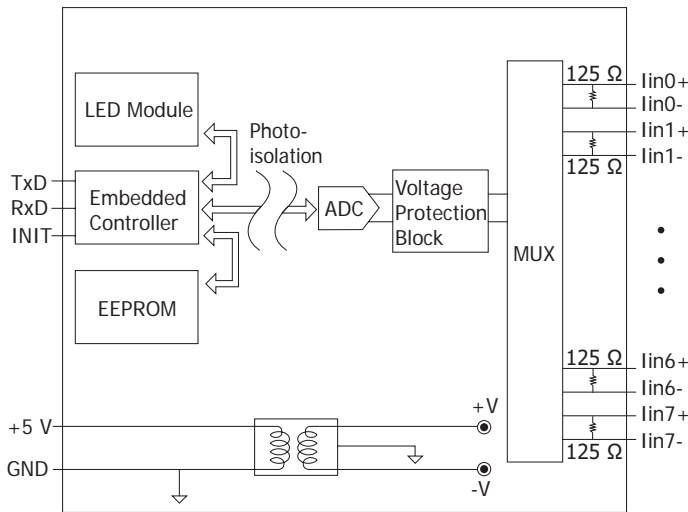 125 Ω
Iin0+
LED Module
Iin0-
Photo-
isolation
Iin1+
125 Ω
Iin1-
TxD
RxD
INIT
Embedded
Controller
ADC
Voltage
Protection
Block
MUX
EEPROM
125 Ω
Iin6+
Iin6-
+5 V
+V
Iin7+
125 Ω
Iin7-
GND
-V